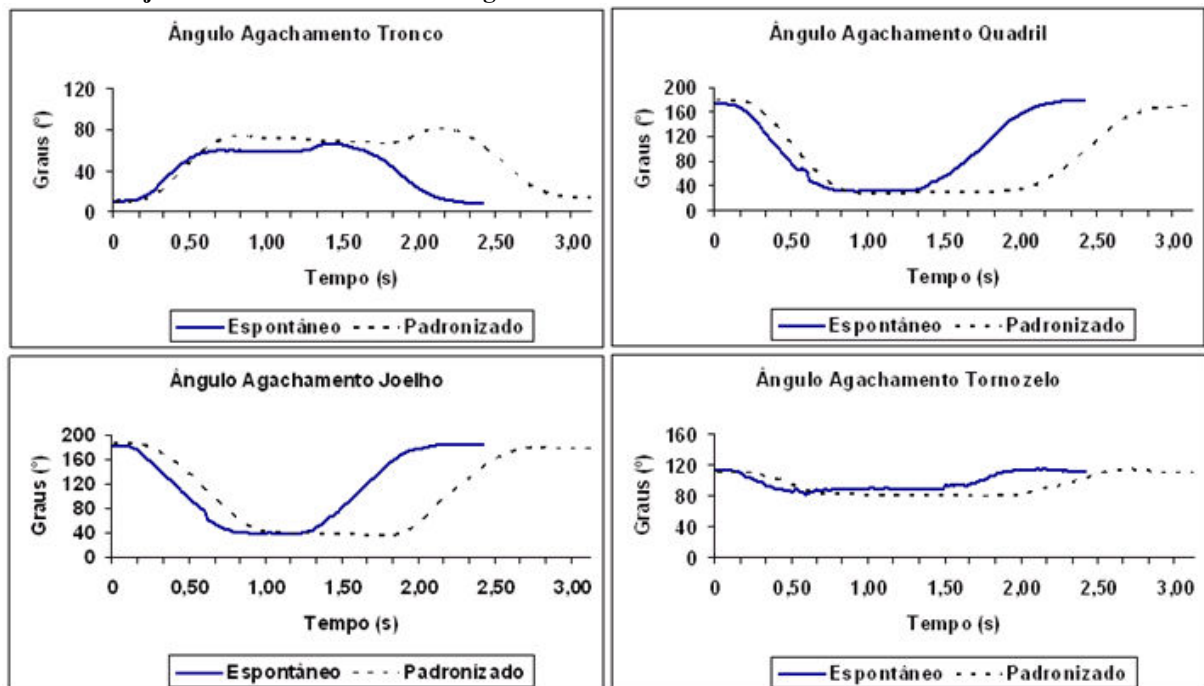 Ângulo Agachamento Tronco
120
80
40
0
Graus (°)
0 0,50 1,00 1,50 2,00 2,50 3,00
Tempo (s)
Espontâneo Padronizado
Ângulo Agachamento Quadril
200
160
120
80
40
0
Graus (°)
0 0,50 1,00 1,50 2,00 2,50 3,00
Tempo (s)
Espontâneo Padronizado
Ângulo Agachamento Joelho
200
160
120
80
40
0
Graus (°)
0 0,50 1,00 1,50 2,00 2,50 3,00
Tempo (s)
Espontâneo Padronizado
Ângulo Agachamento Tornozelo
160
120
80
40
0
Graus (°)
0 0,50 1,00 1,50 2,00 2,50 3,00
Tempo (s)
Espontâneo Padronizado